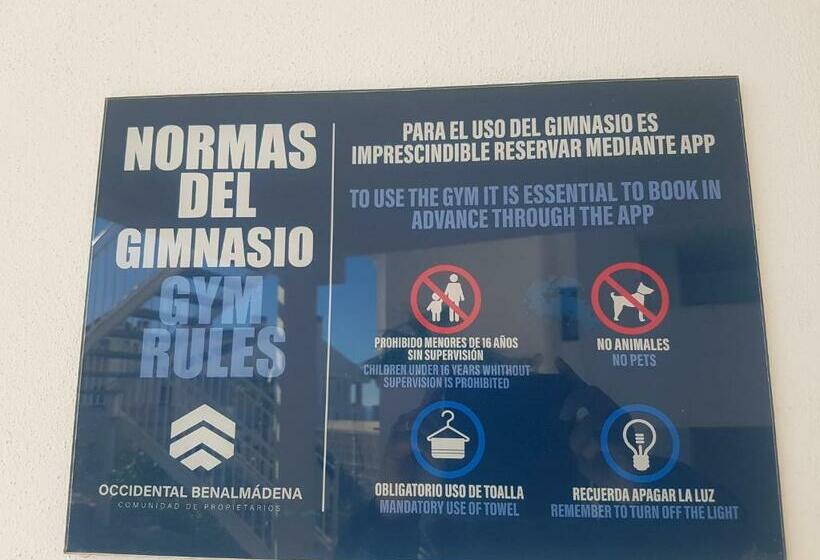 NORMAS
DEL
GIMNASIO
GYM
RULES
OCCIDENTAL BENALMÁDENA
COMUNIDAD DE PROPIETARIOS
PARA EL USO DEL GIMNASIO ES
IMPRESCINDIBLE RESERVAR MEDIANTE APP
TO USE THE GYM IT IS ESSENTIAL TO BOOK IN
ADVANCE THROUGH THE APP
PROHIBIDO MENORES DE 16 AÑOS
SIN SUPERVISIÓN
CHILDREN UNDER 16 YEARS WHITHOUT
SUPERVISION IS PROHIBITED
NO ANIMALES
NO PETS
OBLIGATORIO USO DE TOALLA
MANDATORY USE OF TOWEL
RECUERDA APAGAR LA LUZ
REMEMBER TO TURN OFF THE LIGHT